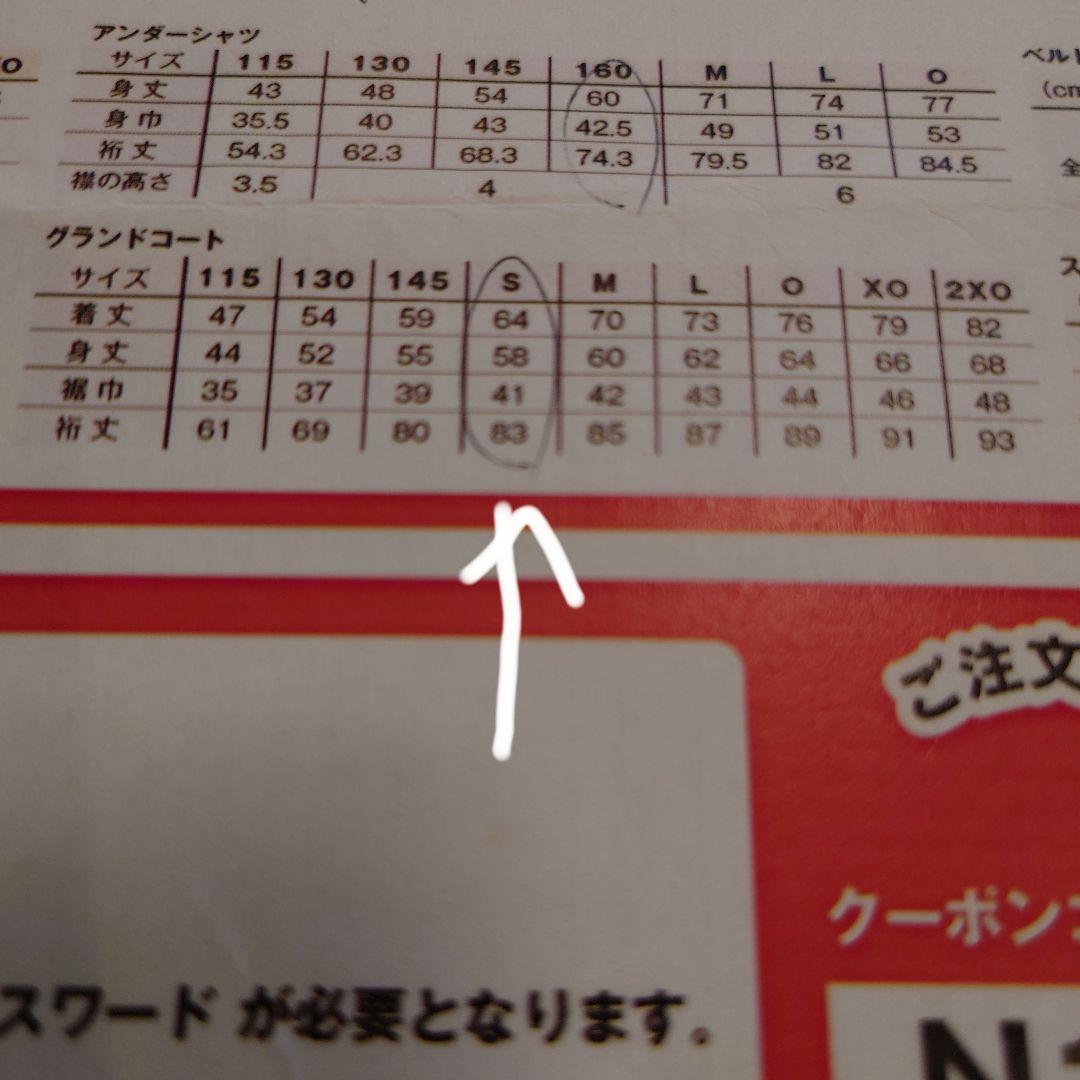 アンダーシャツ
サイズ 115 130 145 160 M L O
身丈 43 48 54 60 71 74 77
身巾 35.5 40 43 42.5 49 51 53
裄丈 54.3 62.3 68.3 74.3 79.5 82 84.5
襟の高さ 3.5 4 6
ベルト
(cm
グランドコート
サイズ 115 130 145 S M L O XO 2XO
着丈 47 54 59 64 70 73 76 79 82
身丈 44 52 55 58 60 62 64 66 68
裾巾 35 37 39 41 42 43 44 46 48
裄丈 61 69 80 83 85 87 89 91 93
ご注文
クーポン
スワード が必要となります。